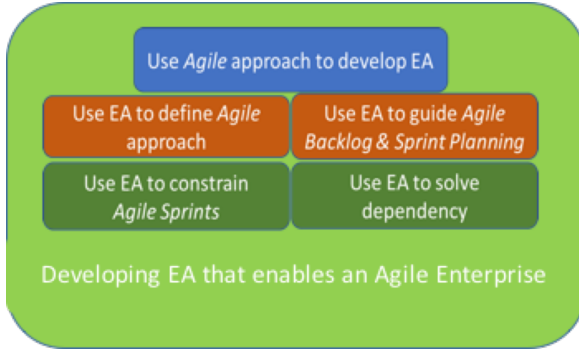 Use Agile approach to develop EA
Use EA to define Agile
approach
Use EA to guide Agile
Backlog & Sprint Planning
Use EA to constrain
Agile Sprints
Use EA to solve
dependency
Developing EA that enables an Agile Enterprise